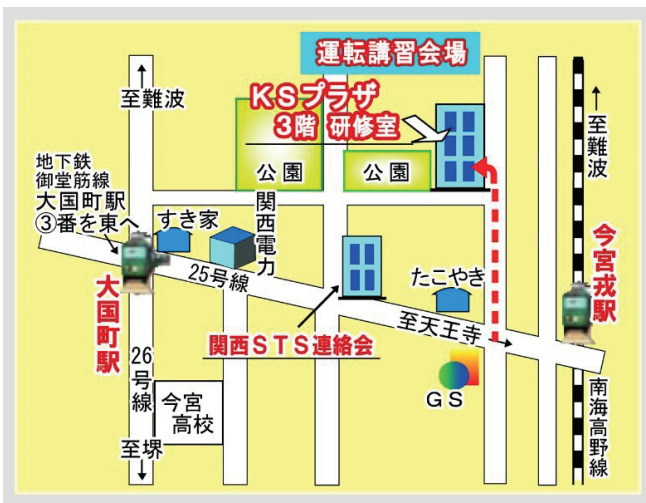 運転講習会場
KSプラザ
3階 研修室
至難波
至難波
公園
公園
地下鉄
御堂筋線
大国町駅
③番を東へ
すき家
関西電力
25号線
たこやき
今宮戎駅
大国町駅
至天王寺
関西STS連絡会
GS
26号線
今宮
高校
至堺
南海高野線